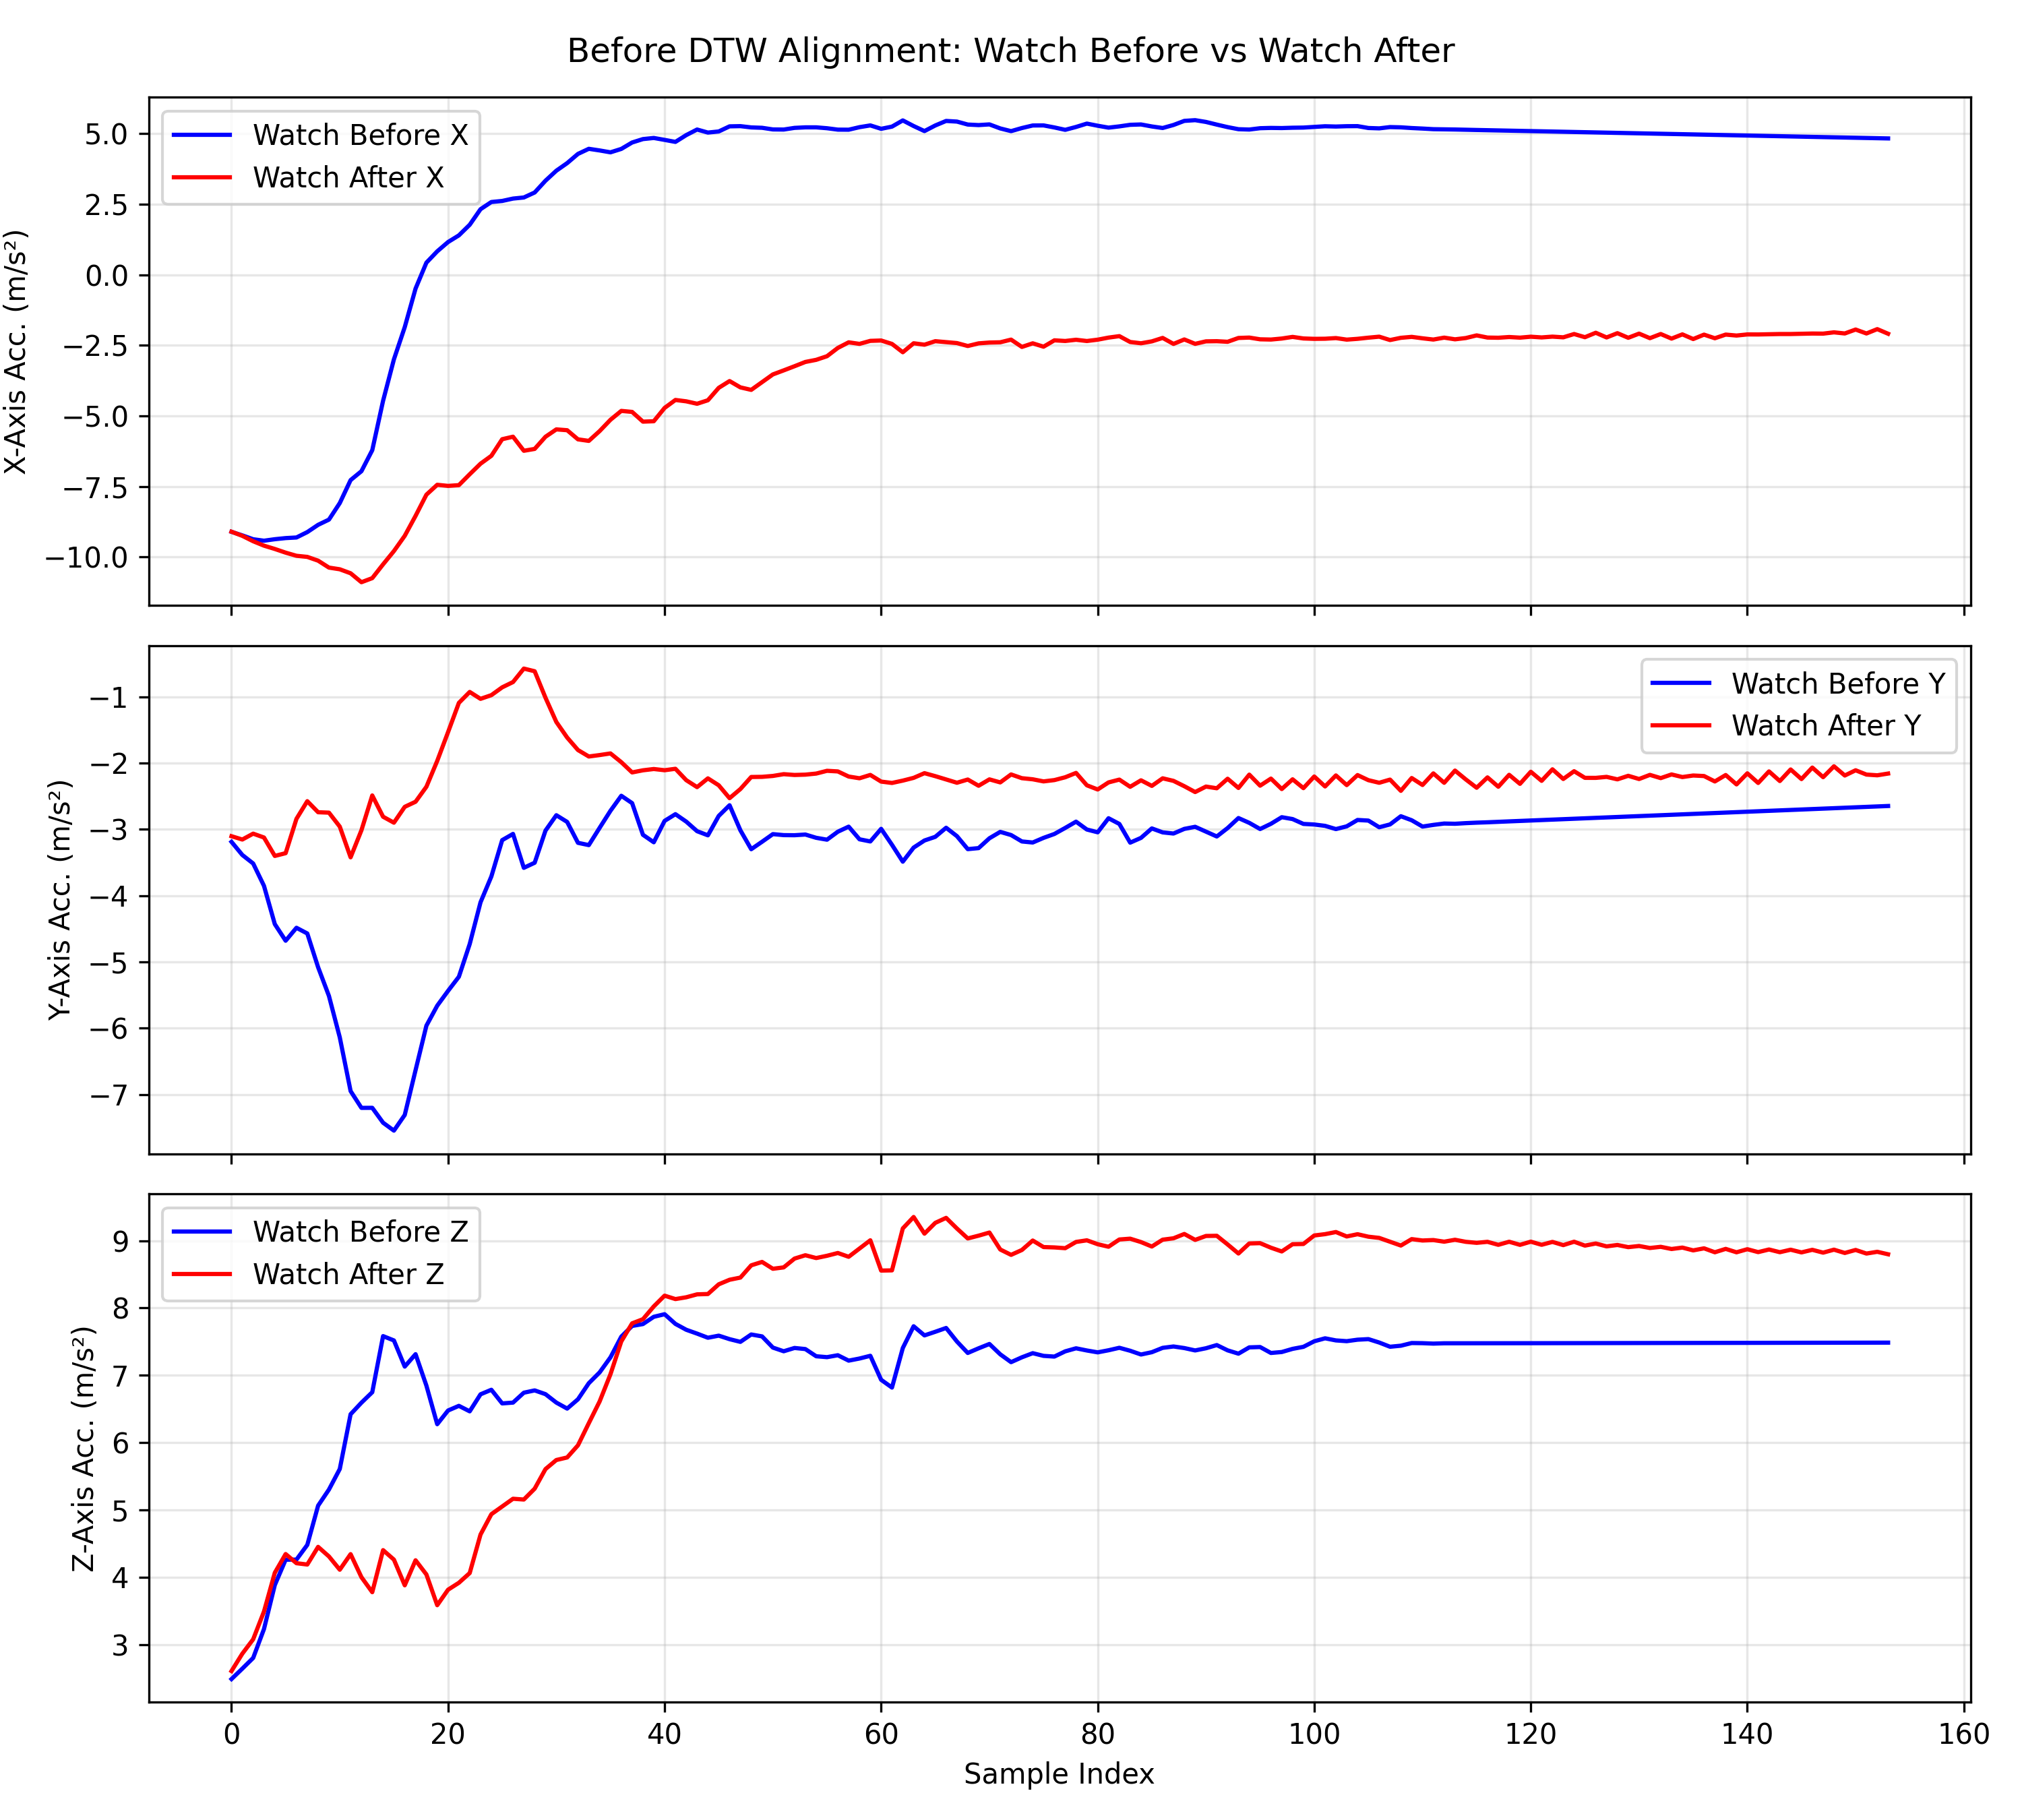 Before DTW Alignment: Watch Before vs Watch After
Watch Before X
Watch After X
5.0
2.5
0.0
−2.5
−5.0
−7.5
−10.0
X-Axis Acc. (m/s²)
Watch Before Y
Watch After Y
−1
−2
−3
−4
−5
−6
−7
Y-Axis Acc. (m/s²)
Watch Before Z
Watch After Z
9
8
7
6
5
4
3
Z-Axis Acc. (m/s²)
0 20 40 60 80 100 120 140 160
Sample Index